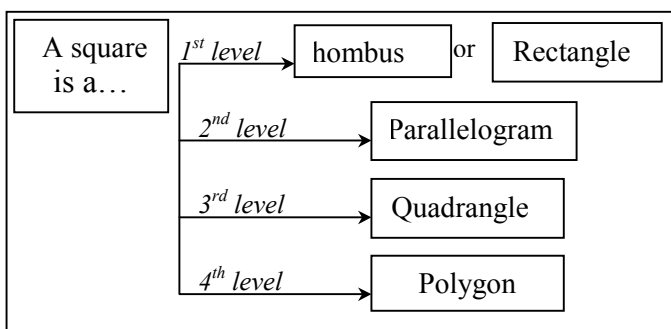 A square
is a…
1st level
hombus
or
Rectangle
2nd level
Parallelogram
3rd level
Quadrangle
4th level
Polygon